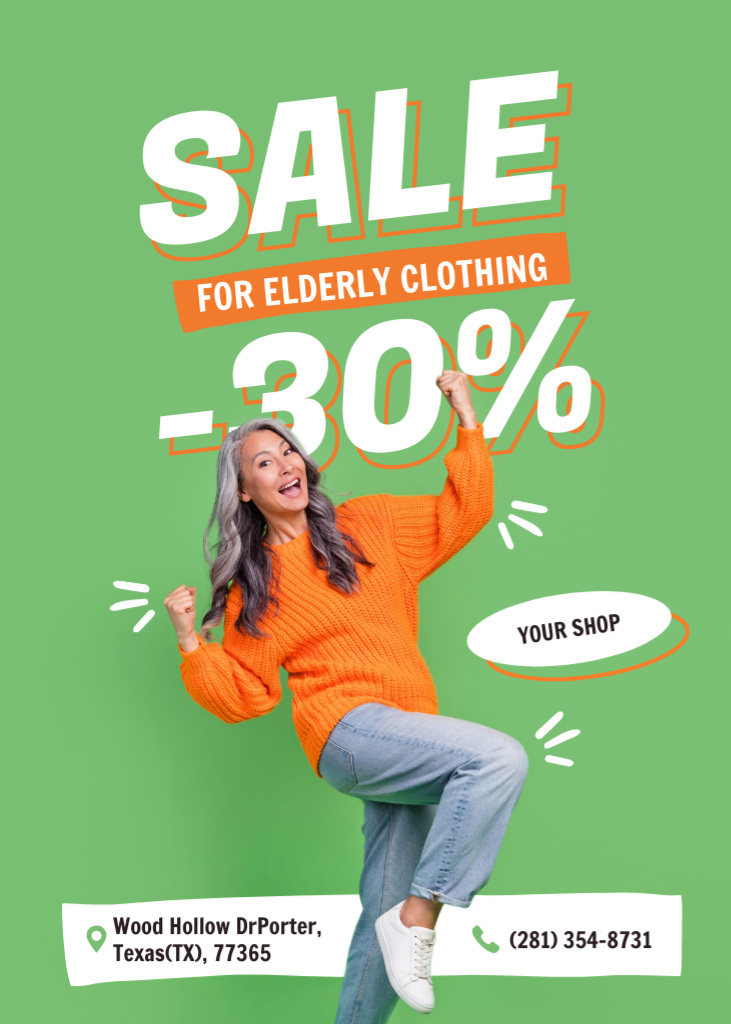 SALE
FOR ELDERLY CLOTHING
-30%
YOUR SHOP
Wood Hollow DrPorter,
Texas(TX), 77365
(281) 354-8731